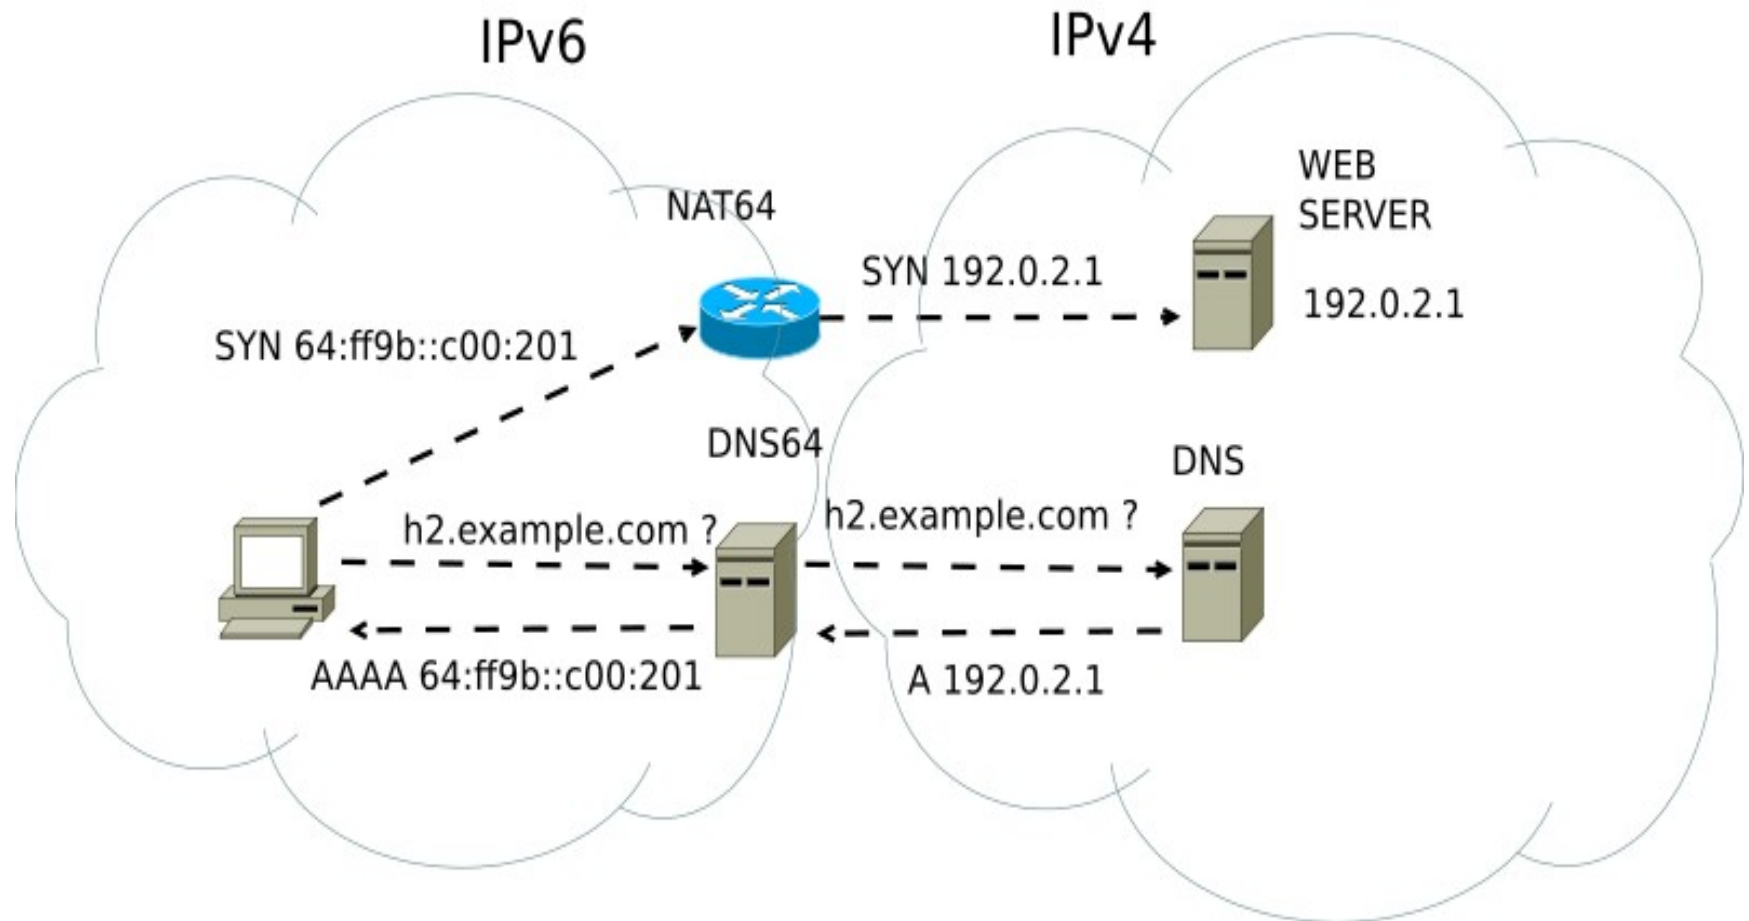 IPv6
IPv4
WEB
SERVER
NAT64
SYN 192.0.2.1
192.0.2.1
SYN 64:ff9b::c00:201
DNS64
DNS
h2.example.com ?
h2.example.com ?
AAAA 64:ff9b::c00:201
A 192.0.2.1